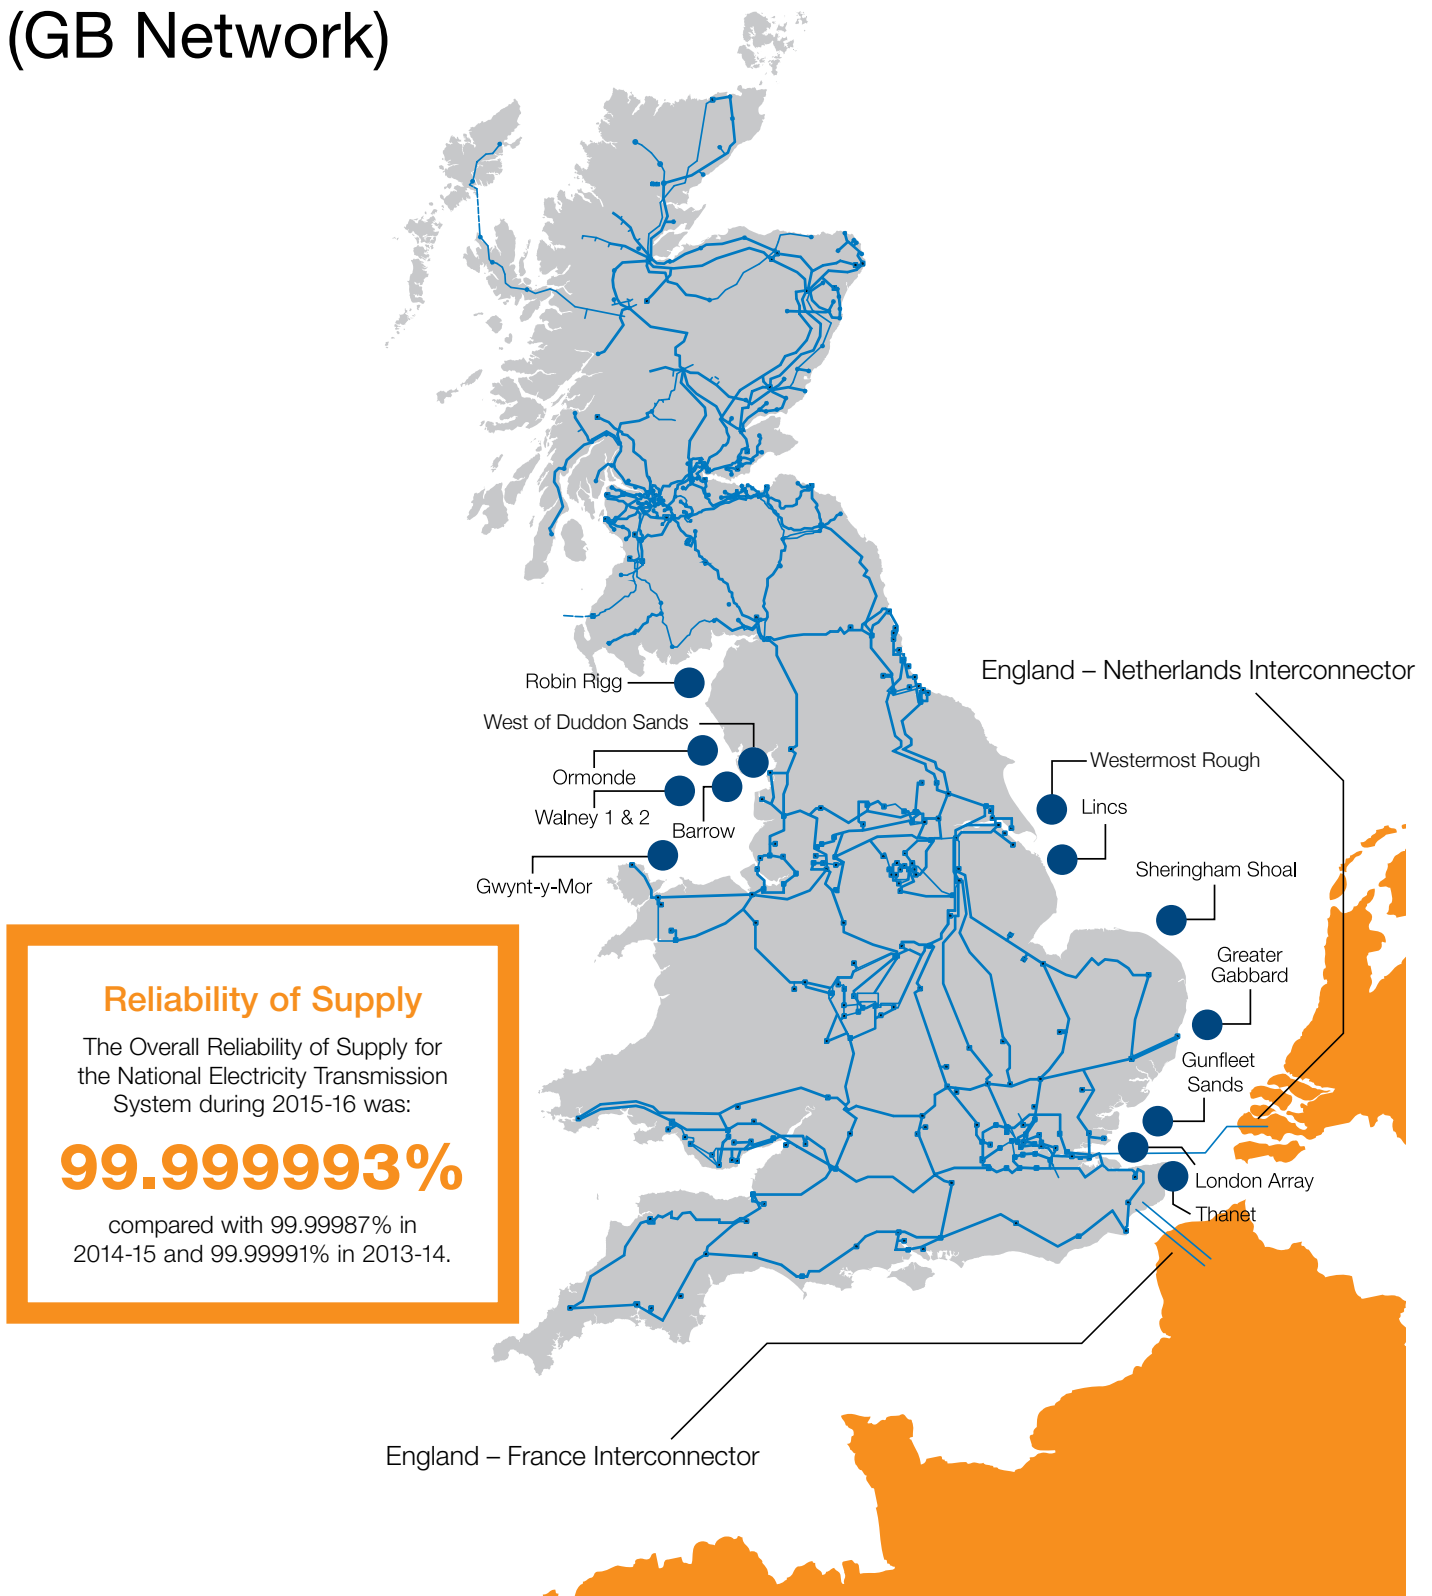 (GB Network)
Robin Rigg
West of Duddon Sands
Ormonde
Walney 1 & 2
Barrow
Gwynt-y-Mor
England – Netherlands Interconnector
Westermost Rough
Lincs
Sheringham Shoal
Greater
Gabbard
Gunfleet
Sands
London Array
Thanet
England – France Interconnector
Reliability of Supply
The Overall Reliability of Supply for
the National Electricity Transmission
System during 2015-16 was:
99.999993%
compared with 99.99987% in
2014-15 and 99.99991% in 2013-14.